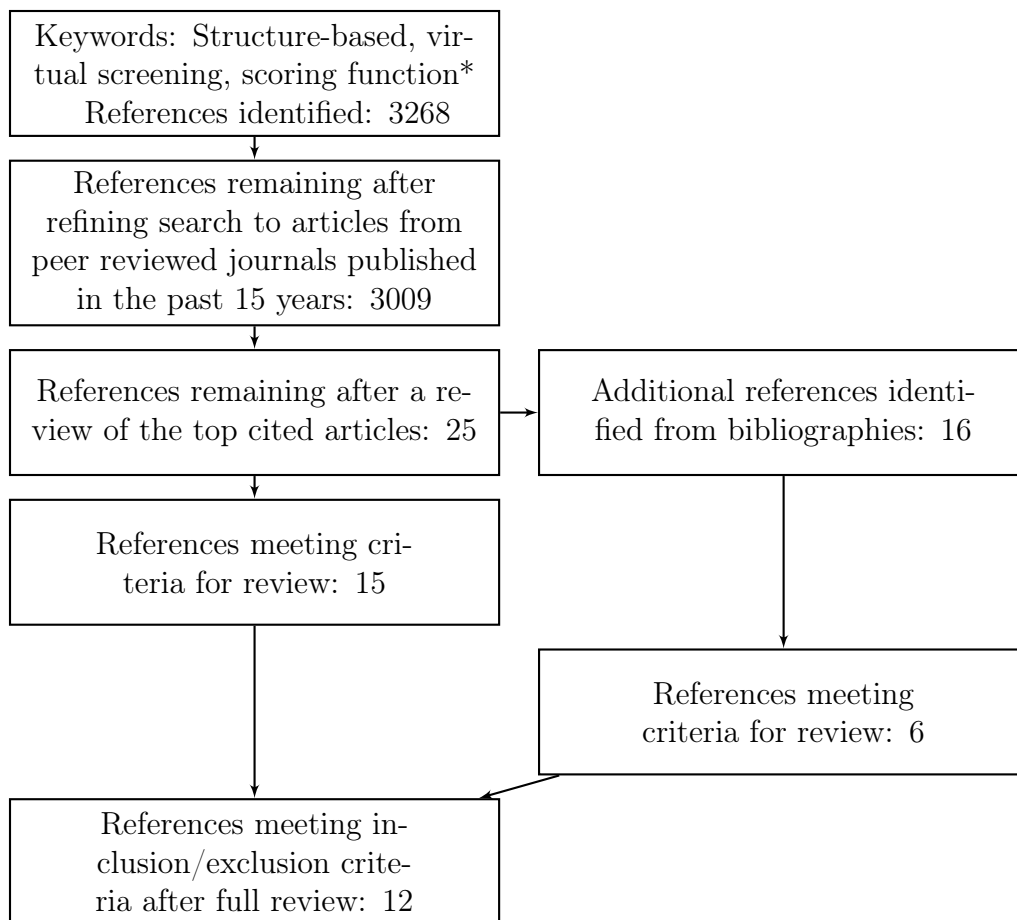 Keywords: Structure-based, vir-
tual screening, scoring function*
References identified: 3268
References remaining after
refining search to articles from
peer reviewed journals published
in the past 15 years: 3009
References remaining after a re-
view of the top cited articles: 25
Additional references identi-
fied from bibliographies: 16
References meeting cri-
teria for review: 15
References meeting
criteria for review: 6
References meeting in-
clusion/exclusion crite-
ria after full review: 12